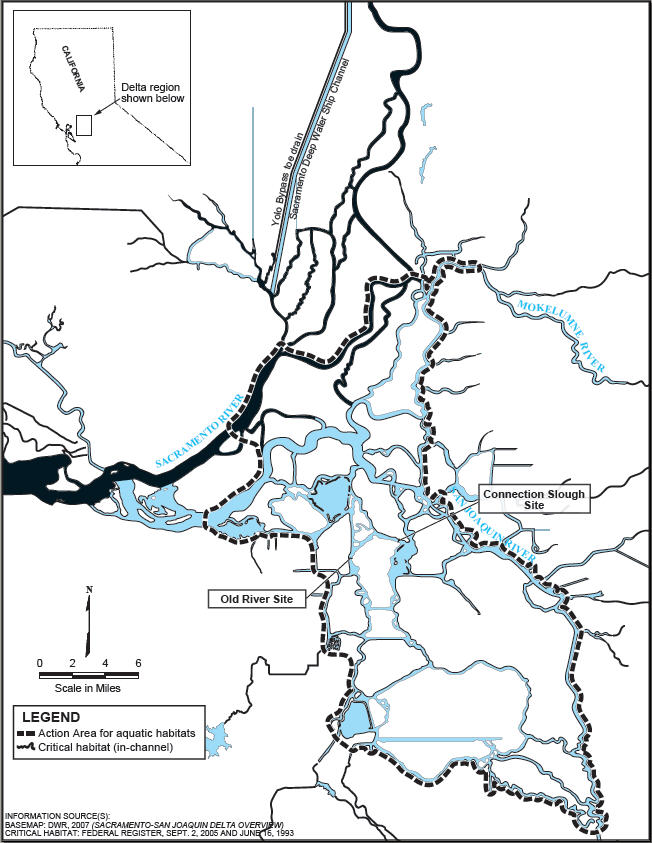 CALIFORNIA
Delta region
shown below
Yolo Bypass toe drain
Sacramento Deep Water Ship Channel
MOKELUMNE RIVER
SACRAMENTO RIVER
Connection Slough
Site
JOAQUIN RIVER
Old River Site
N
0 2 4 6
Scale in Miles
LEGEND
Action Area for aquatic habitats
Critical habitat (in-channel)
INFORMATION SOURCE(S):
BASEMAP: DWR, 2007 (SACRAMENTO-SAN JOAQUIN DELTA OVERVIEW)
CRITICAL HABITAT: FEDERAL REGISTER, SEPT. 2, 2005 AND JUNE 16, 1993